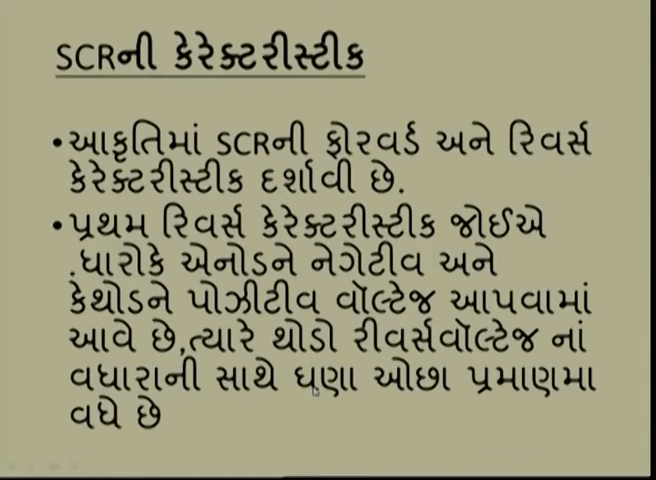 SCRની કેરેક્ટરીસ્ટીક
•આકૃતિમાં SCRની ફોરવર્ડ અને રિવર્સ
કેરેક્ટરીસ્ટીક દર્શાવી છે.
•પ્રથમ રિવર્સ કેરેક્ટરીસ્ટીક જોઈએ
.ધારોકે એનોડને નેગેટીવ અને
કેથોડને પોઝીટીવ વૉલ્ટેજ આપવામાં
આવે છે,ત્યારે થોડો રીવર્સવૉલ્ટેજ નાં
વધારાની સાથે ઘણા ઓછા પ્રમાણમા
વધે છે